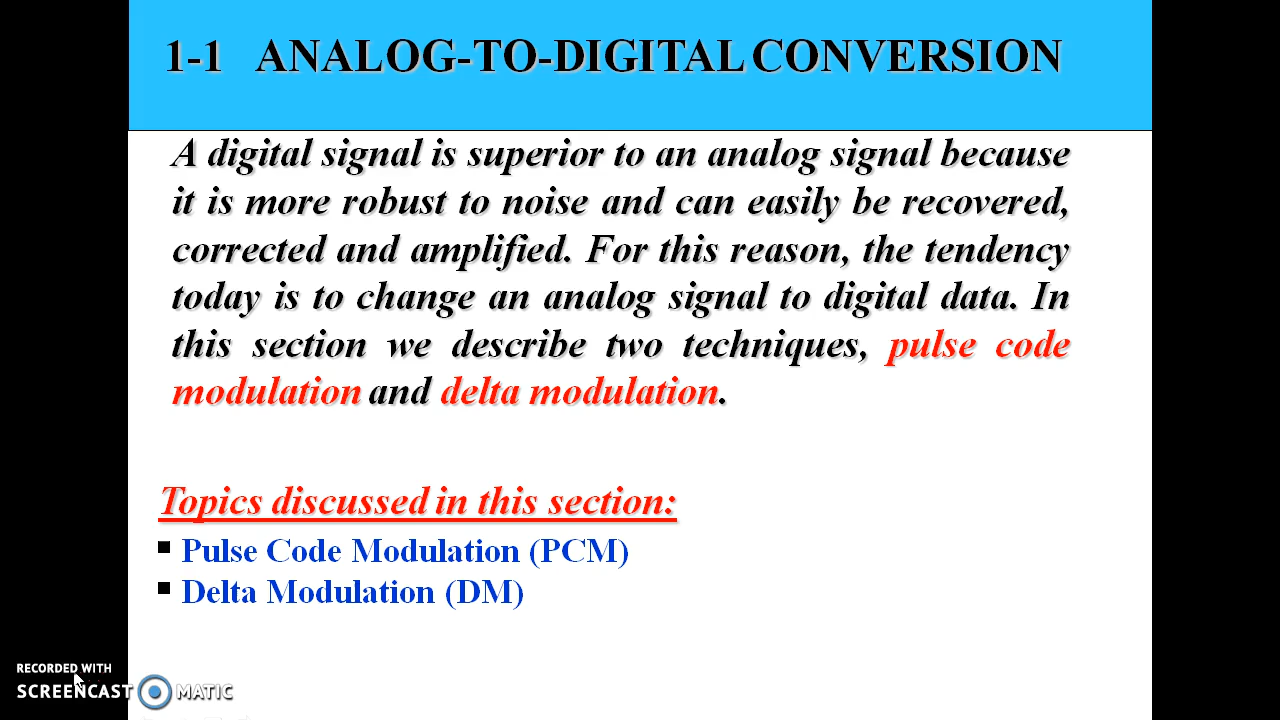 1-1 ANALOG-TO-DIGITAL CONVERSION
A digital signal is superior to an analog signal because
it is more robust to noise and can easily be recovered,
corrected and amplified. For this reason, the tendency
today is to change an analog signal to digital data. In
this section we describe two techniques, pulse code
modulation and delta modulation.
Topics discussed in this section:
▪ Pulse Code Modulation (PCM)
▪ Delta Modulation (DM)
RECORDED WITH
SCREENCAST MATIC